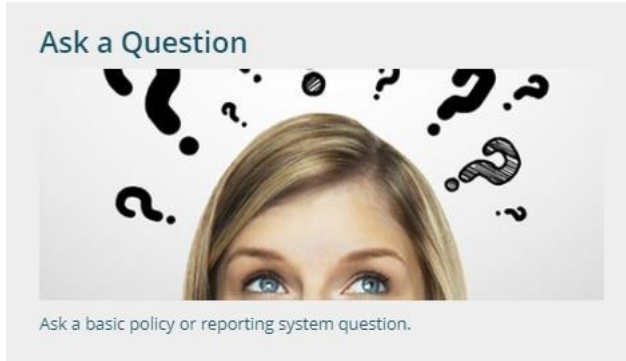 Ask a Question
Ask a basic policy or reporting system question.